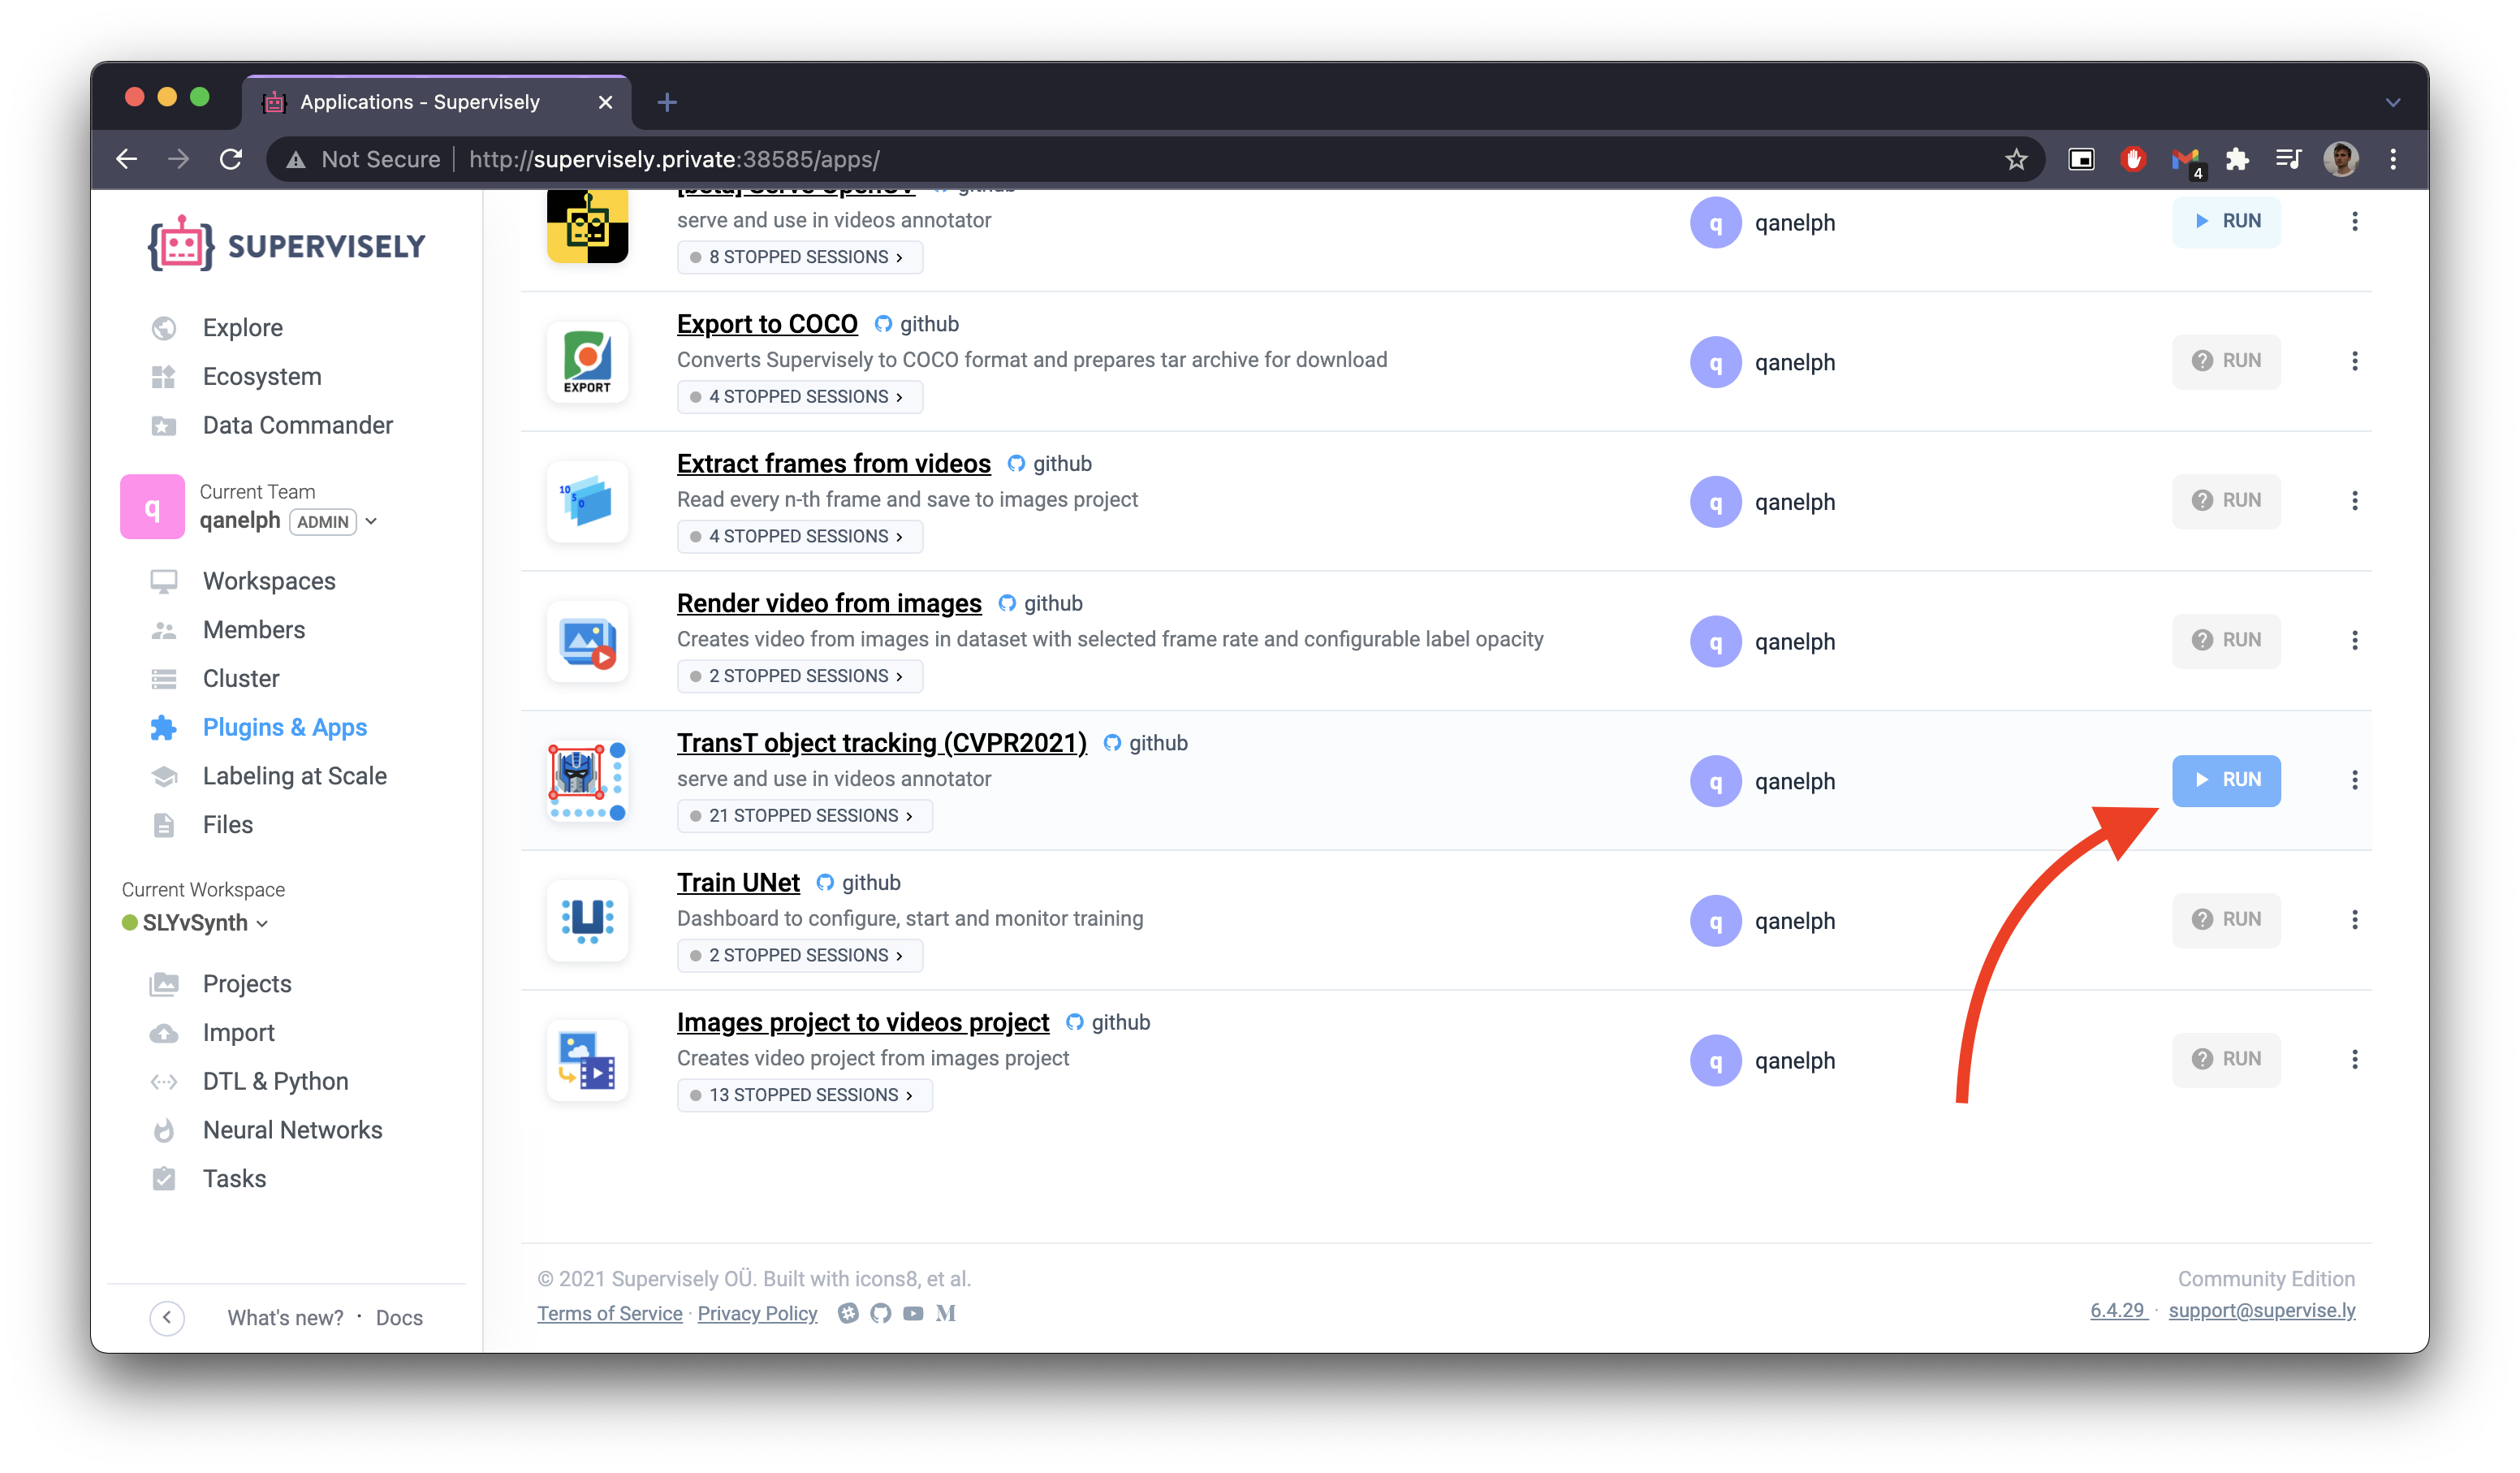 Applications - Supervisely
Not Secure http://supervisely.private:38585/apps/
4
SUPERVISELY
Explore
Ecosystem
Data Commander
q
Current Team
qanelph ADMIN
Workspaces
Members
Cluster
Plugins & Apps
Labeling at Scale
Files
Current Workspace
SLYvSynth
Projects
Import
DTL & Python
Neural Networks
Tasks
What's new? · Docs
[beta] Serve OpenCV github
serve and use in videos annotator
8 STOPPED SESSIONS
q qanelph
RUN
EXPORT
Export to COCO github
Converts Supervisely to COCO format and prepares tar archive for download
4 STOPPED SESSIONS
q qanelph
RUN
10
5
0
Extract frames from videos github
Read every n-th frame and save to images project
4 STOPPED SESSIONS
q qanelph
RUN
Render video from images github
Creates video from images in dataset with selected frame rate and configurable label opacity
2 STOPPED SESSIONS
q qanelph
RUN
TransT object tracking (CVPR2021) github
serve and use in videos annotator
21 STOPPED SESSIONS
q qanelph
RUN
U
Train UNet github
Dashboard to configure, start and monitor training
2 STOPPED SESSIONS
q qanelph
RUN
Images project to videos project github
Creates video project from images project
13 STOPPED SESSIONS
q qanelph
RUN
© 2021 Supervisely OÜ. Built with icons8, et al.
Terms of Service · Privacy Policy
Community Edition
6.4.29 · support@supervise.ly